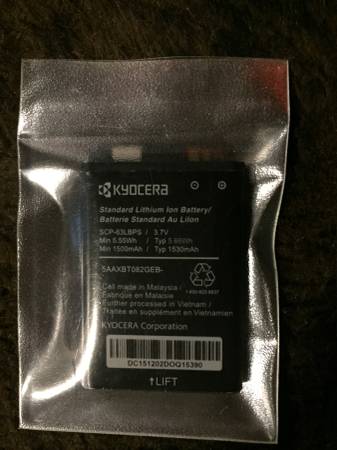 KYOCERA
Standard Lithium Ion Battery/
Batterie Standard Au Lilon
SCP-63LBPS / 3.7V
Min 5.55Wh / Typ 5.66Wh
Min 1500mAh / Typ 1530mAh
5AAXBT082GEB-
Cell made in Malaysia /
Fabriqué en Malaisie
Further processed in Vietnam /
Traitée en supplément en Vietnamien
KYOCERA Corporation
DC151202DOQ15390
↑LIFT